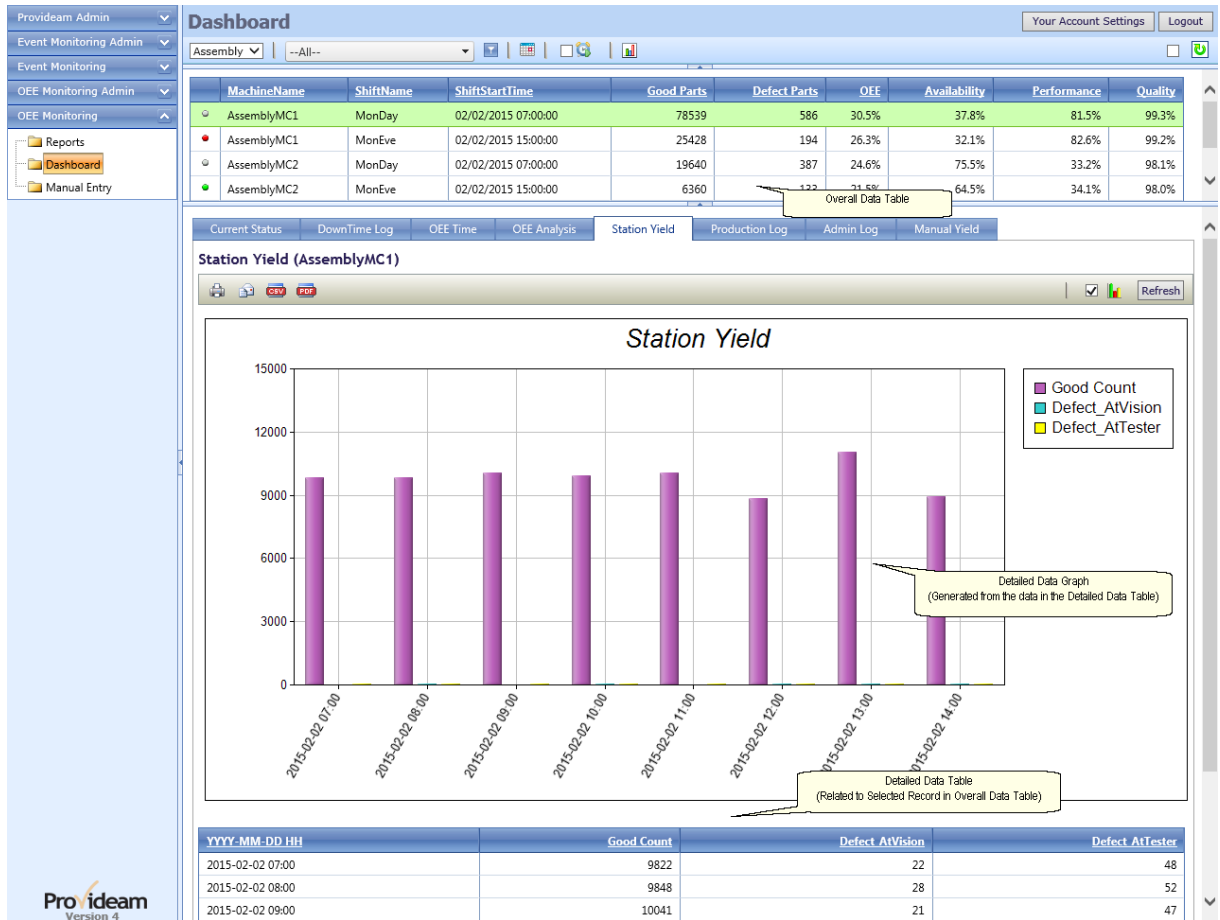 Provideam Admin
Event Monitoring Admin
Event Monitoring
OEE Monitoring Admin
OEE Monitoring
Reports
Dashboard
Manual Entry
Provideam
Version 4
Dashboard
Your Account Settings
Logout
Assembly
--All--
MachineName ShiftName ShiftStartTime Good Parts Defect Parts OEE Availability Performance Quality
AssemblyMC1 MonDay 02/02/2015 07:00:00 78539 586 30.5% 37.8% 81.5% 99.3%
AssemblyMC1 MonEve 02/02/2015 15:00:00 25428 194 26.3% 32.1% 82.6% 99.2%
AssemblyMC2 MonDay 02/02/2015 07:00:00 19640 387 24.6% 75.5% 33.2% 98.1%
AssemblyMC2 MonEve 02/02/2015 15:00:00 6360 133 21.5% 64.5% 34.1% 98.0%
Overall Data Table
Current Status DownTime Log OEE Time OEE Analysis Station Yield Production Log Admin Log Manual Yield
Station Yield (AssemblyMC1)
CSV PDF Refresh
Station Yield
15000
12000
9000
6000
3000
0
Good Count
Defect_AtVision
Defect_AtTester
Detailed Data Graph
(Generated from the data in the Detailed Data Table)
2015-02-02 07:00
2015-02-02 08:00
2015-02-02 09:00
2015-02-02 10:00
2015-02-02 11:00
2015-02-02 12:00
2015-02-02 13:00
2015-02-02 14:00
Detailed Data Table
(Related to Selected Record in Overall Data Table)
YYYY-MM-DD HH Good Count Defect AtVision Defect AtTester
2015-02-02 07:00 9822 22 48
2015-02-02 08:00 9848 28 52
2015-02-02 09:00 10041 21 47